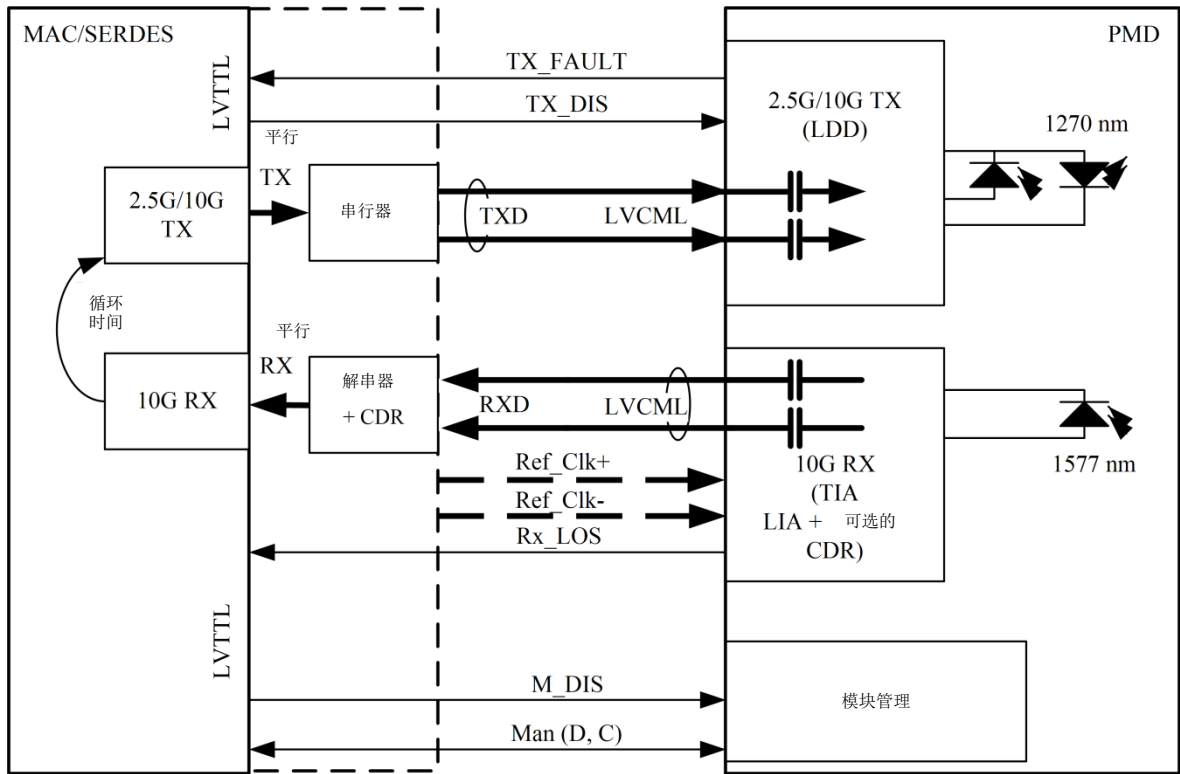 MAC/SERDES
PMD
LVTTL
TX_FAULT
TX_DIS
2.5G/10G TX
(LDD)
1270 nm
平行
TX
2.5G/10G
TX
串行器
TXD
LVCML
循环
时间
平行
RX
10G RX
解串器
+ CDR
RXD
LVCML
1577 nm
Ref_Clk+
Ref_Clk-
Rx_LOS
10G RX
(TIA
LIA + 可选的
CDR)
LVTTL
M_DIS
模块管理
Man (D, C)